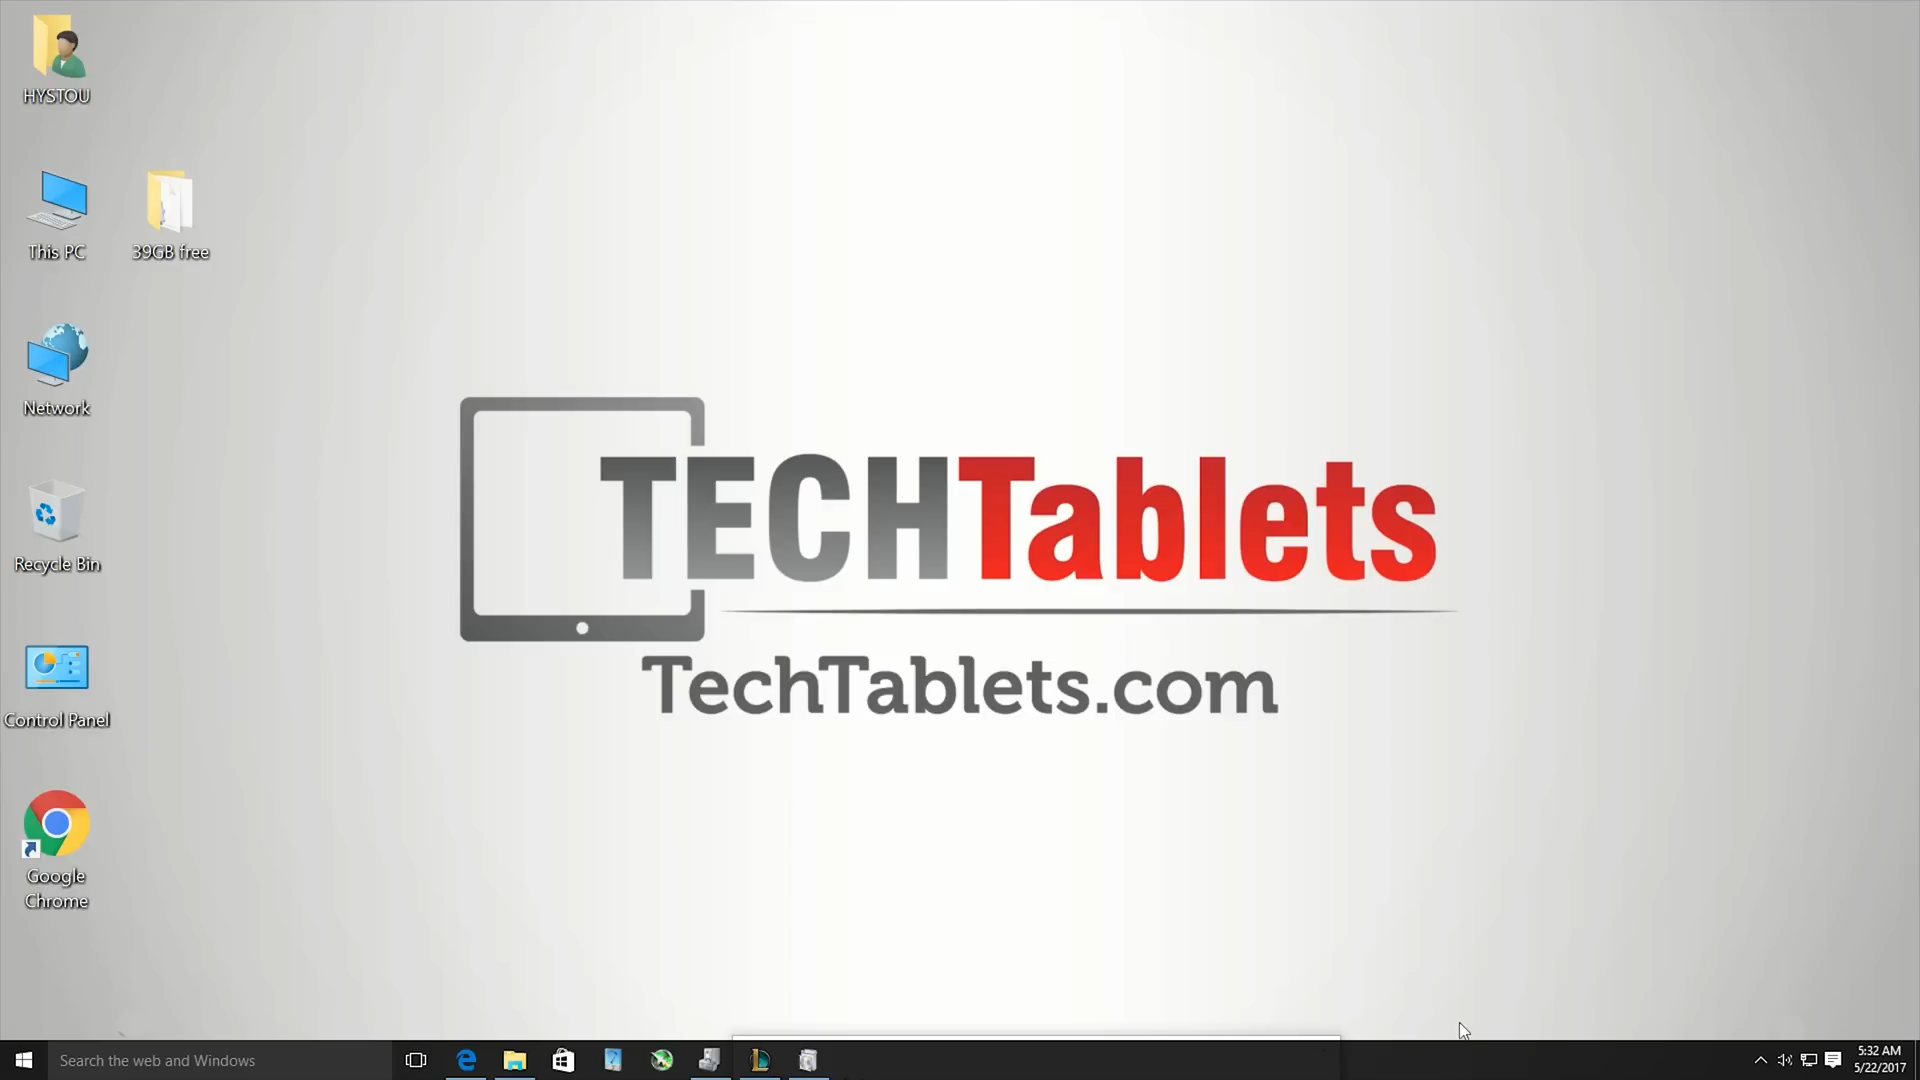 HYSTOU
This PC
39GB free
Network
Recycle Bin
Control Panel
Google
Chrome
TECHTablets
TechTablets.com
Search the web and Windows
5:32 AM
5/22/2017